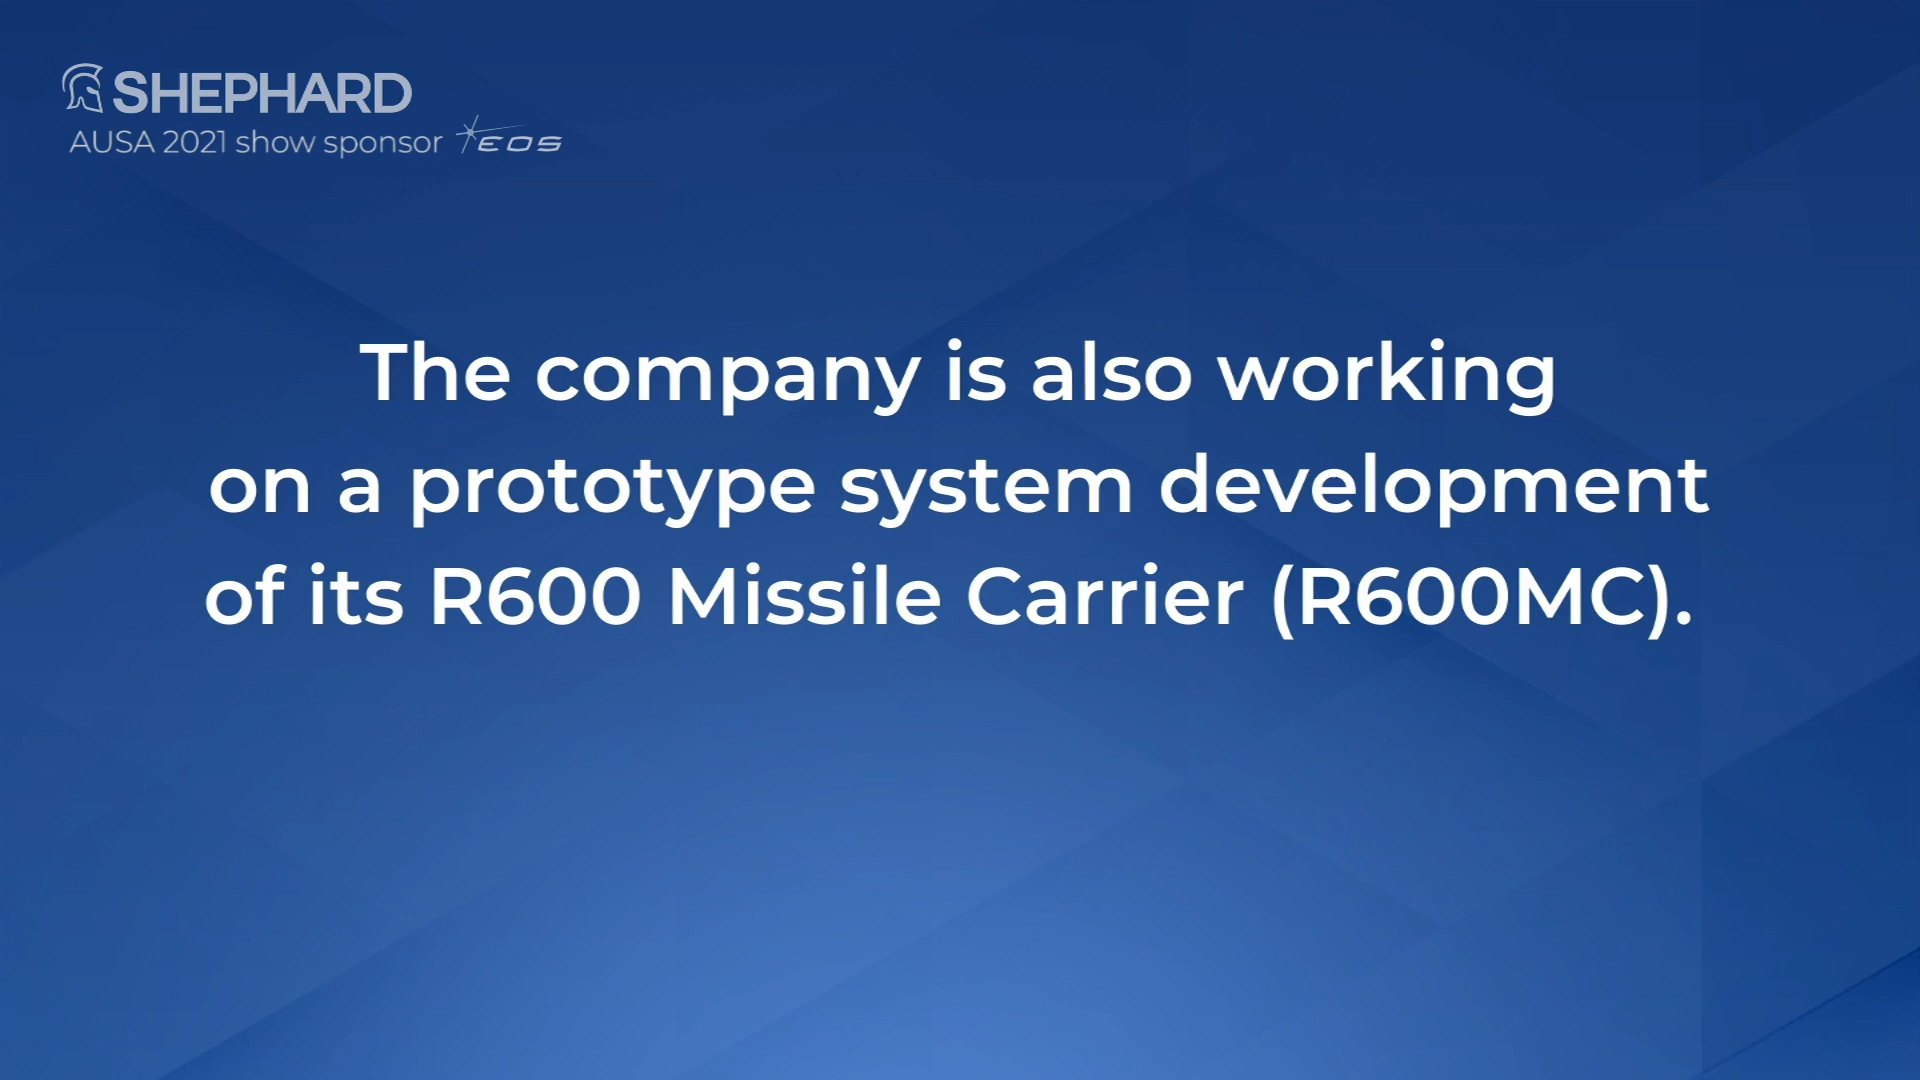 SHEPHARD
AUSA 2021 show sponsor EOS
The company is also working
on a prototype system development
of its R600 Missile Carrier (R600MC).